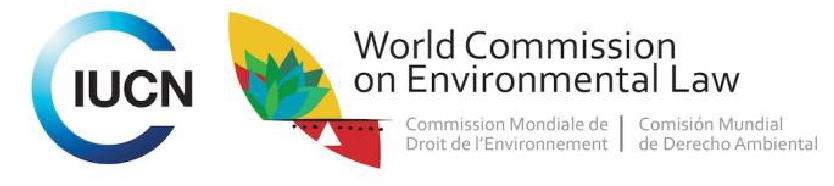 IUCN
World Commission
on Environmental Law
Commission Mondiale de
Droit de l'Environnement
Comisión Mundial
de Derecho Ambiental